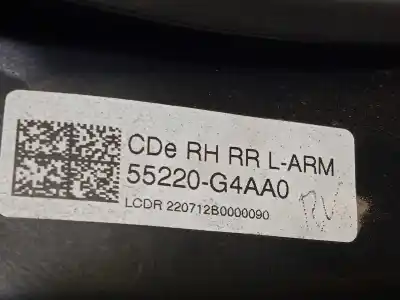 CDe RH RR L-ARM
55220-G4AA0
LCDR 220712B0000090